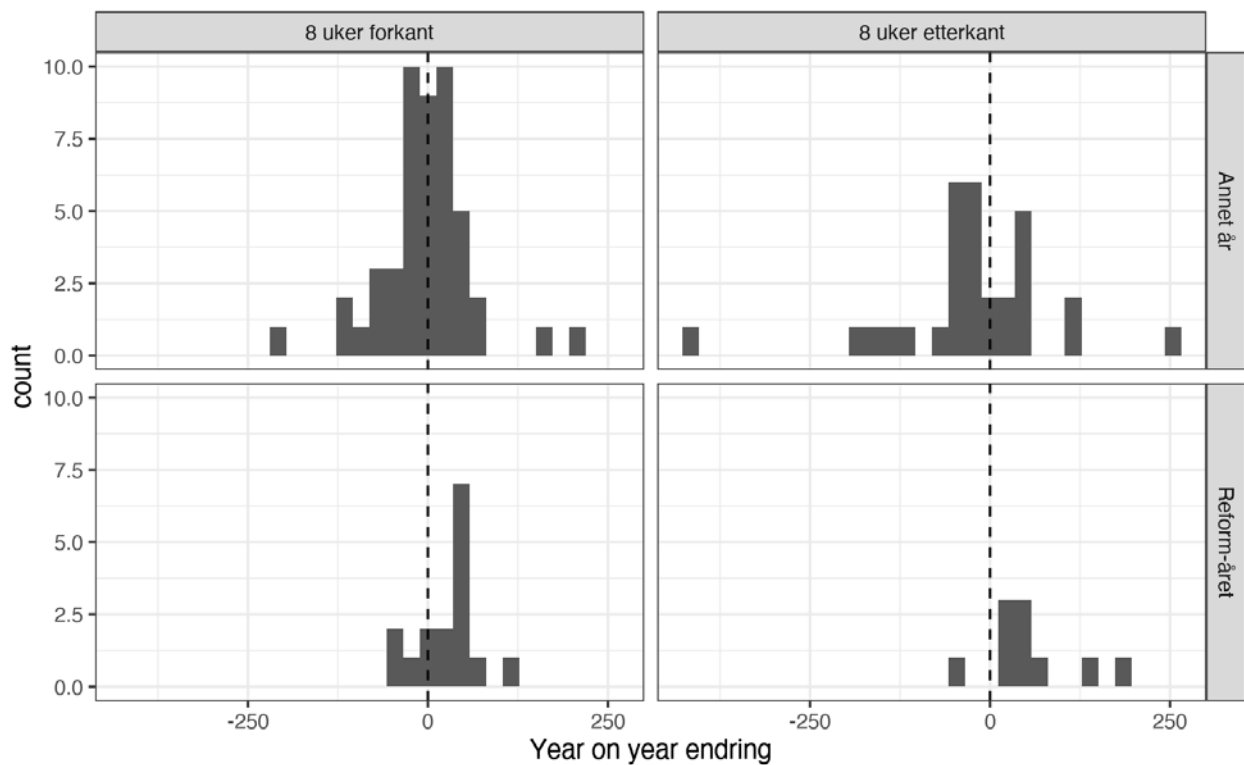 8 uker forkant
8 uker etterkant
10.0
7.5
5.0
2.5
0.0
Annet år
10.0
7.5
5.0
2.5
0.0
Reform-året
count
-250
0
250
-250
0
250
Year on year endring